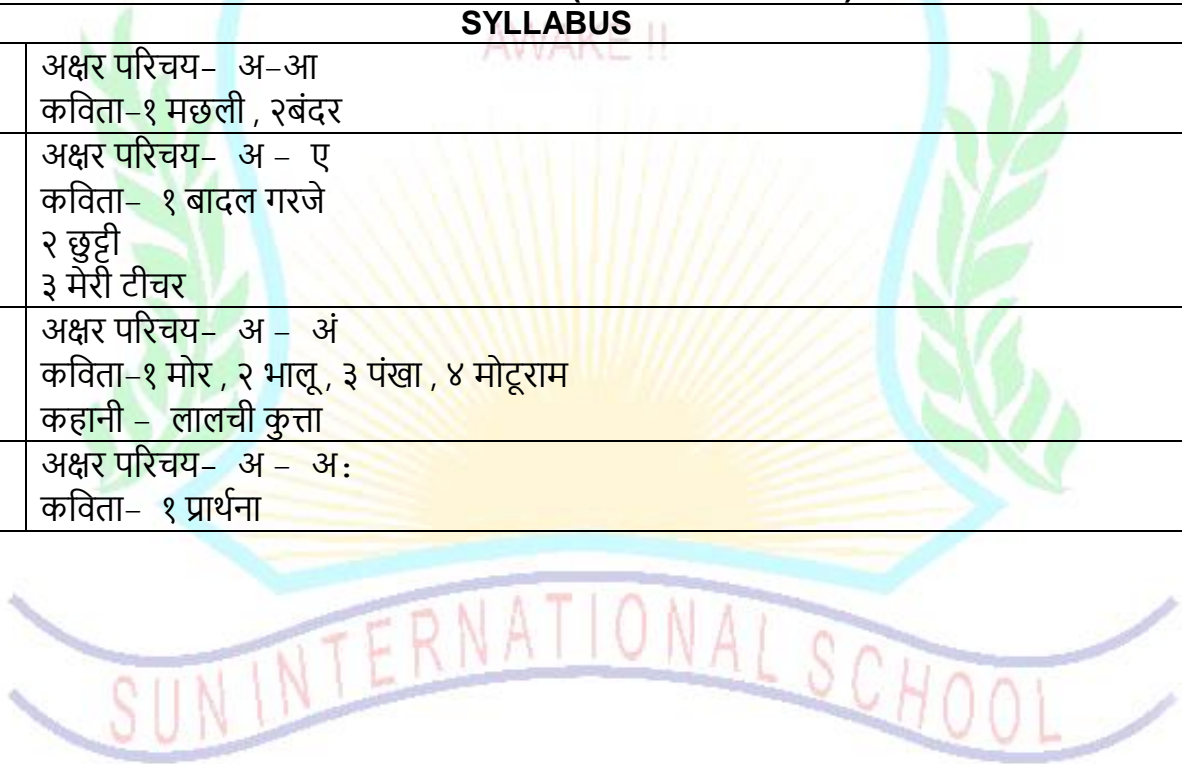 SYLLABUS
AWAKE !!
अक्षर परिचय– अ–आ
कविता–१ मछली , २बंदर
अक्षर परिचय– अ – ए
कविता– १ बादल गरजे
२ छुट्टी
३ मेरी टीचर
अक्षर परिचय– अ – अं
कविता–१ मोर , २ भालू , ३ पंखा , ४ मोटूराम
कहानी – लालची कुत्ता
अक्षर परिचय– अ – अ:
कविता– १ प्रार्थना
SUN INTERNATIONAL SCHOOL